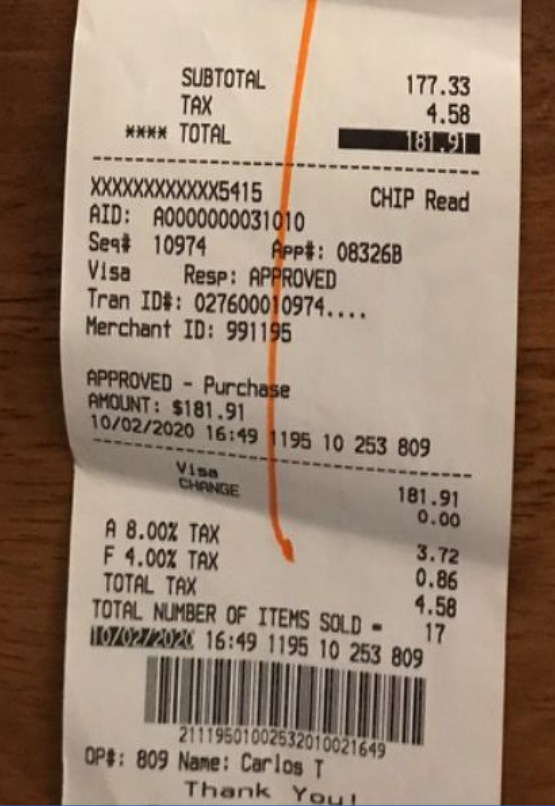 SUBTOTAL 177.33
TAX 4.58
**** TOTAL 181.91
XXXXXXXXXXXX5415 CHIP Read
AID: A0000000031010
Seq# 10974 App#: 08326B
Visa Resp: APPROVED
Tran ID#: 027600010974....
Merchant ID: 991195
APPROVED - Purchase
AMOUNT: $181.91
10/02/2020 16:49 1195 10 253 809
Visa 181.91
CHANGE 0.00
A 8.00% TAX 3.72
F 4.00% TAX 0.86
TOTAL TAX 4.58
TOTAL NUMBER OF ITEMS SOLD = 17
10/02/2020 16:49 1195 10 253 809
21119501002532010021649
OP#: 809 Name: Carlos T
Thank You!